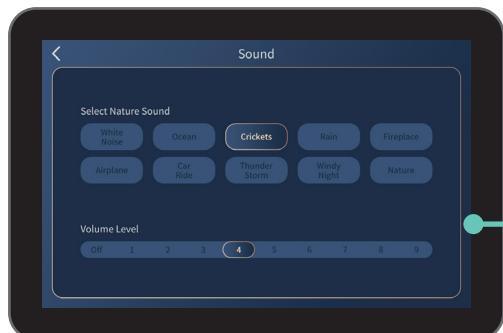 Sound
Select Nature Sound
White Noise
Ocean
Crickets
Rain
Fireplace
Airplane
Car Ride
Thunder Storm
Windy Night
Nature
Volume Level
Off 1 2 3 4 5 6 7 8 9